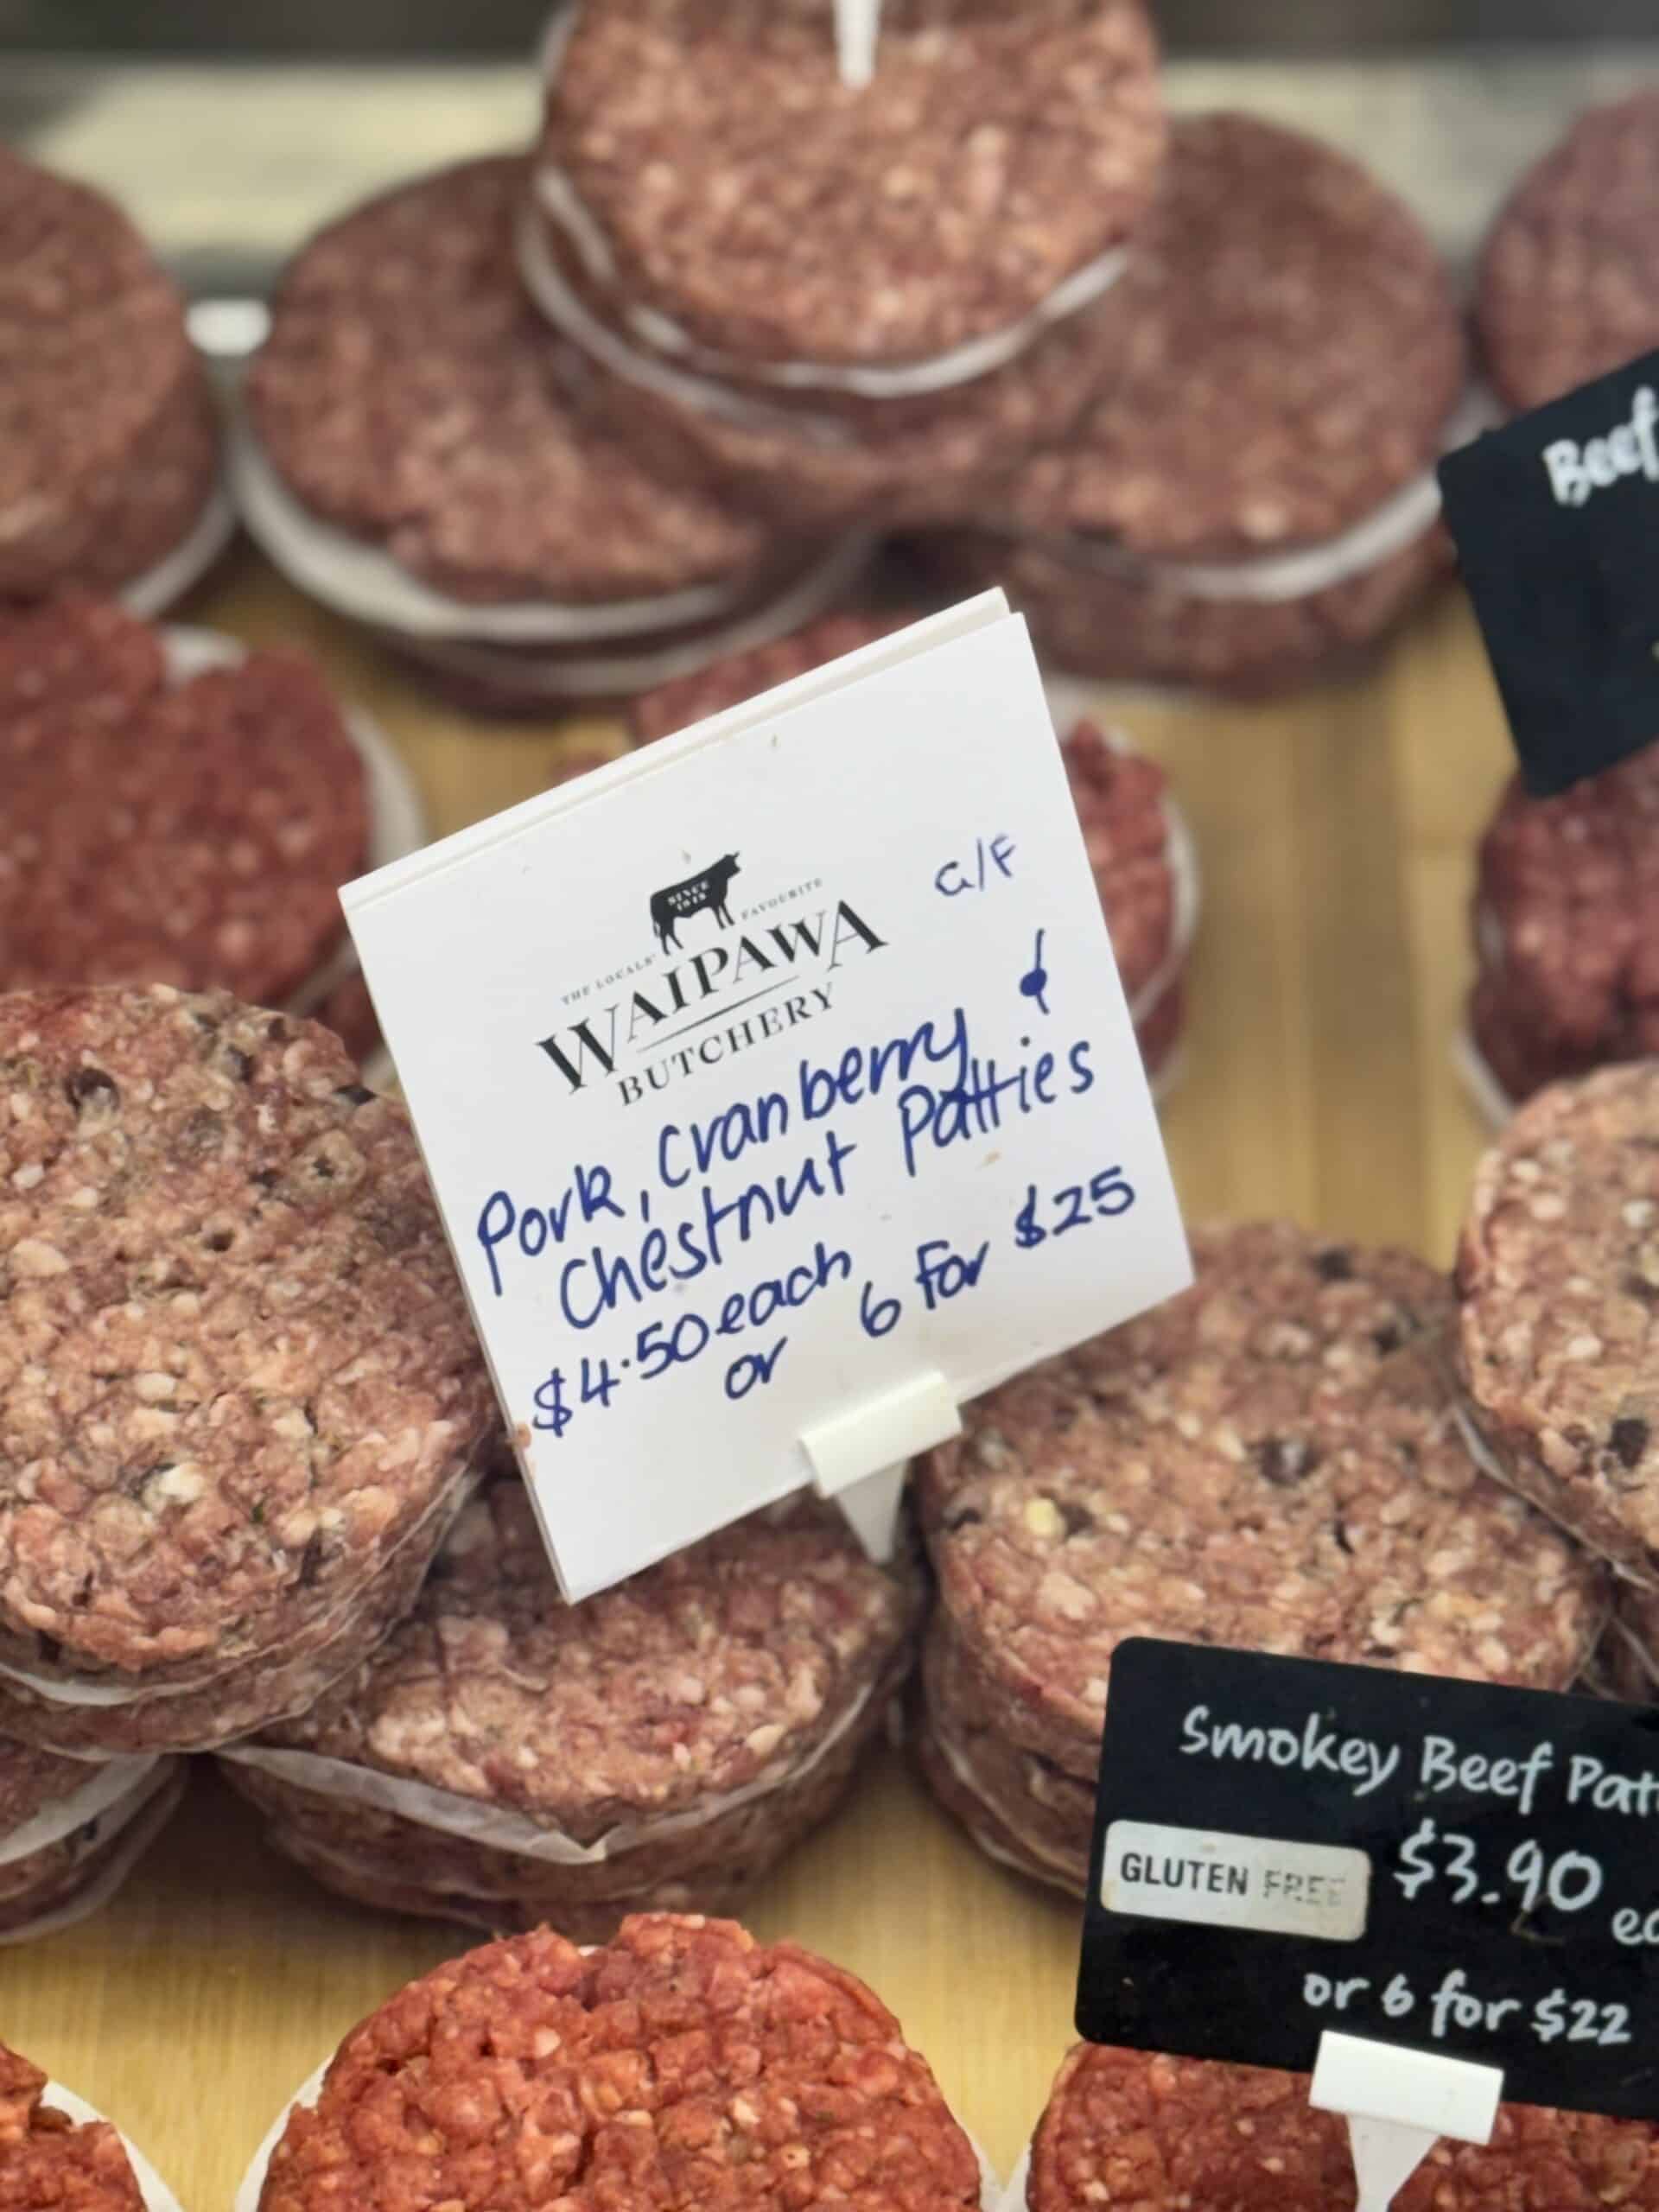 Beef
SINCE
THE LOCALS' FAVOURITE
WAIPAWA
BUTCHERY
G/F
Pork, Cranberry &
Chestnut Patties
$4.50 each
or 6 for $25
Smokey Beef
GLUTEN FREE
$3.90
or 6 for $22